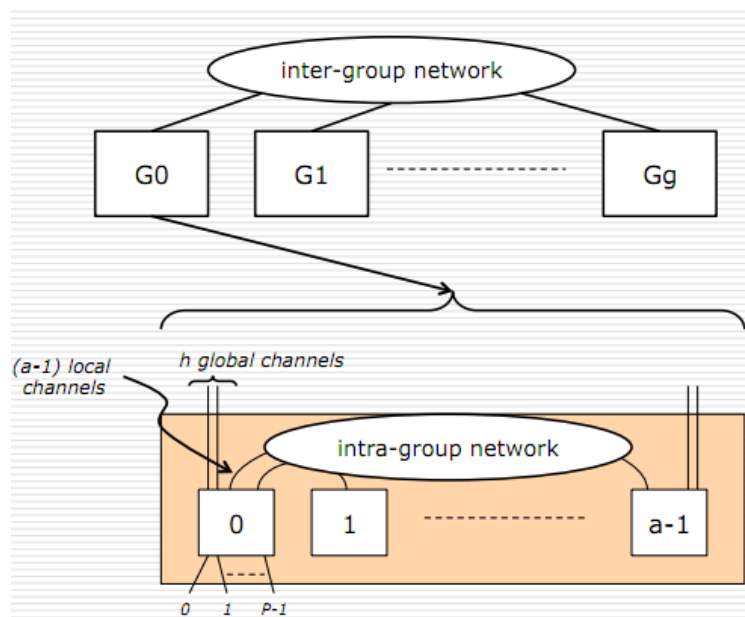 inter-group network
G0
G1
Gg
(a-1) local
channels
h global channels
intra-group network
0
1
a-1
0
1
P-1